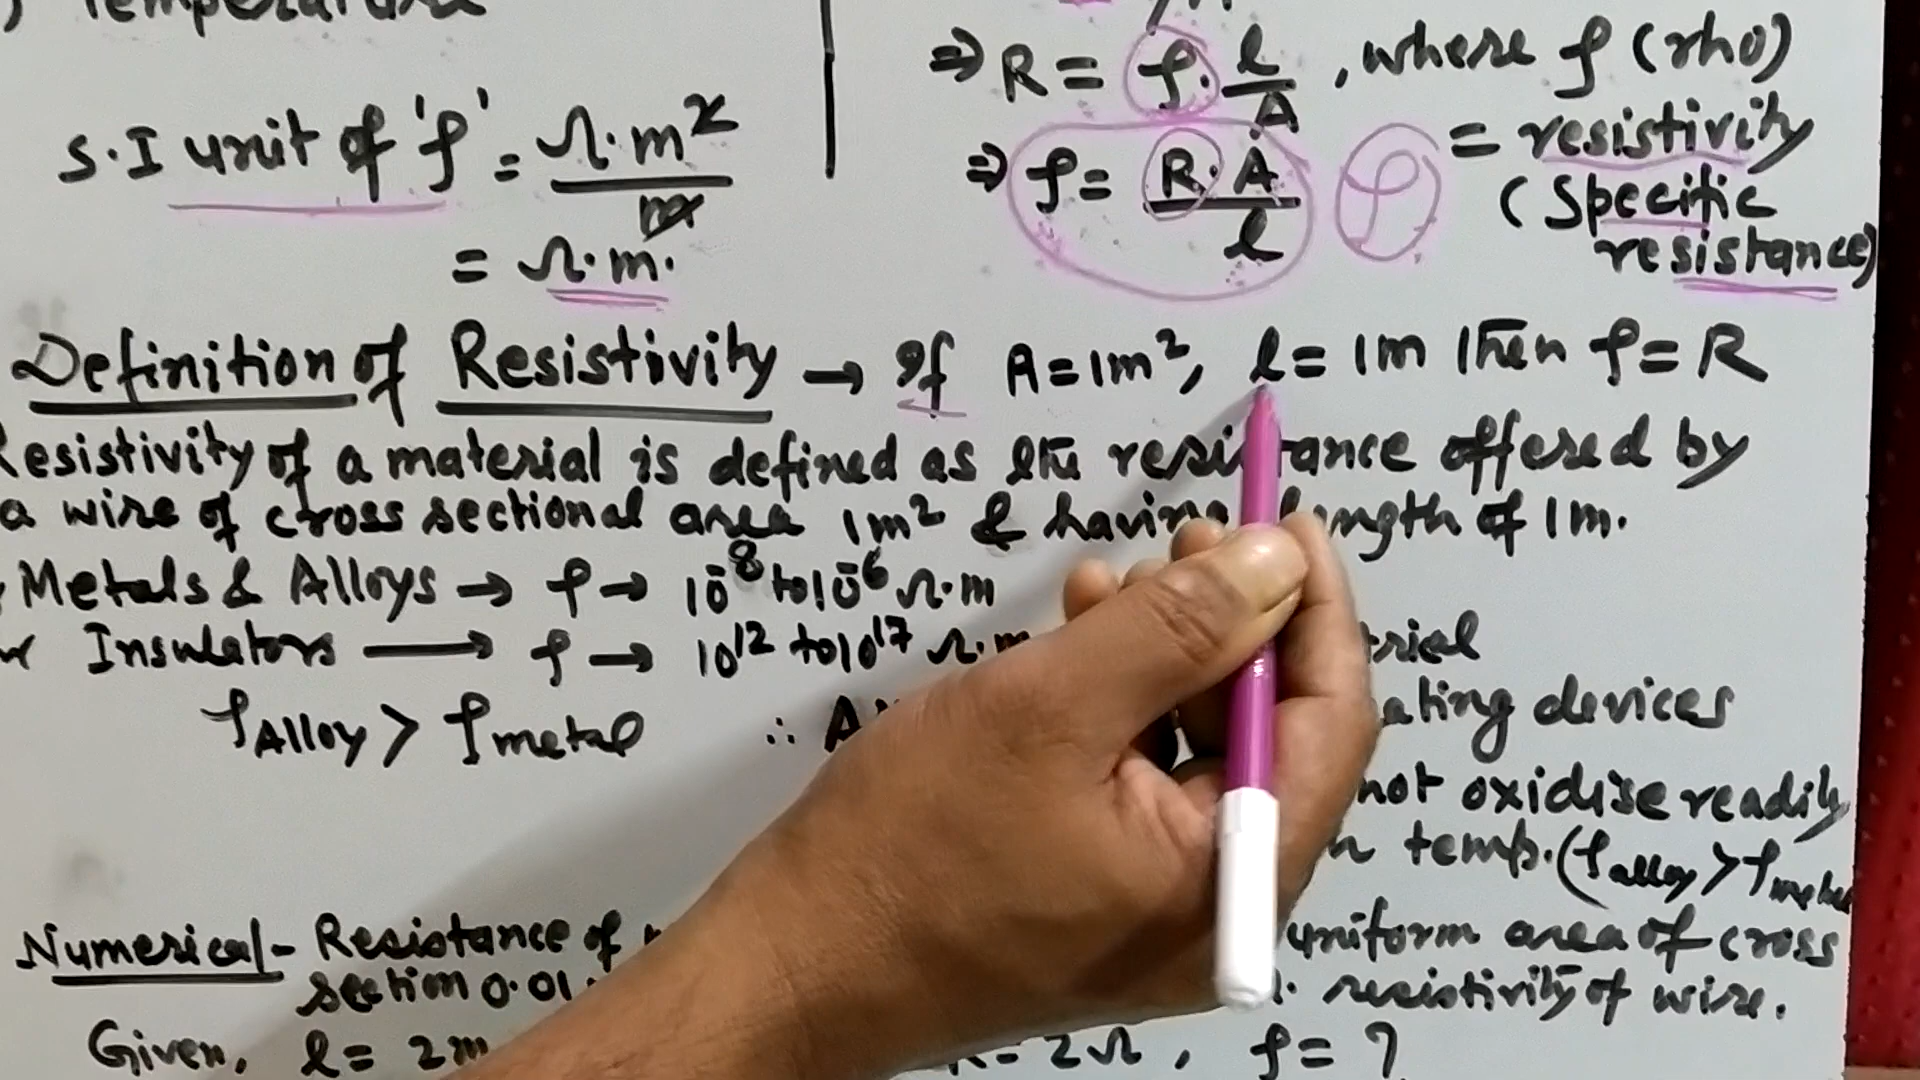 Temperature
S.I unit of 'ρ' = Ω.m²/m
= Ω.m.
⇒ R = ρ. l/A , where ρ (rho)
= resistivity
(Specific
resistance)
⇒ ρ = R.A/l
ρ
Definition of Resistivity → If A = 1m², l = 1m then ρ = R
Resistivity of a material is defined as the resistance offered by
a wire of cross sectional area 1m² & having length of 1m.
Metals & Alloys → ρ → 10⁻⁸ to 10⁻⁶ Ω.m
Insulators → ρ → 10¹² to 10¹⁷ Ω.m
ρAlloy > ρmetal ∴
ating devices
not oxidise readily
temp. (ρalloy > ρmetal
Numerical - Resistance of uniform area of cross
section 0.01 resistivity of wire.
Given, l = 2m R = 2Ω, ρ = ?